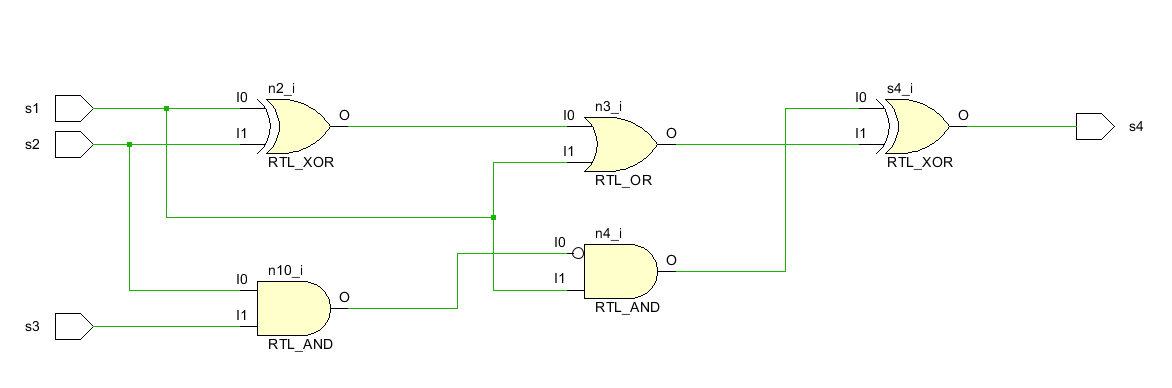 n2_i
s4_i
s1
I0
I0
n3_i
I1
O
I0
O
s4
s2
I1
O
I1
RTL_XOR
I1
RTL_OR
RTL_XOR
n4_i
I0
O
n10_i
I0
I1
RTL_AND
O
s3
I1
RTL_AND